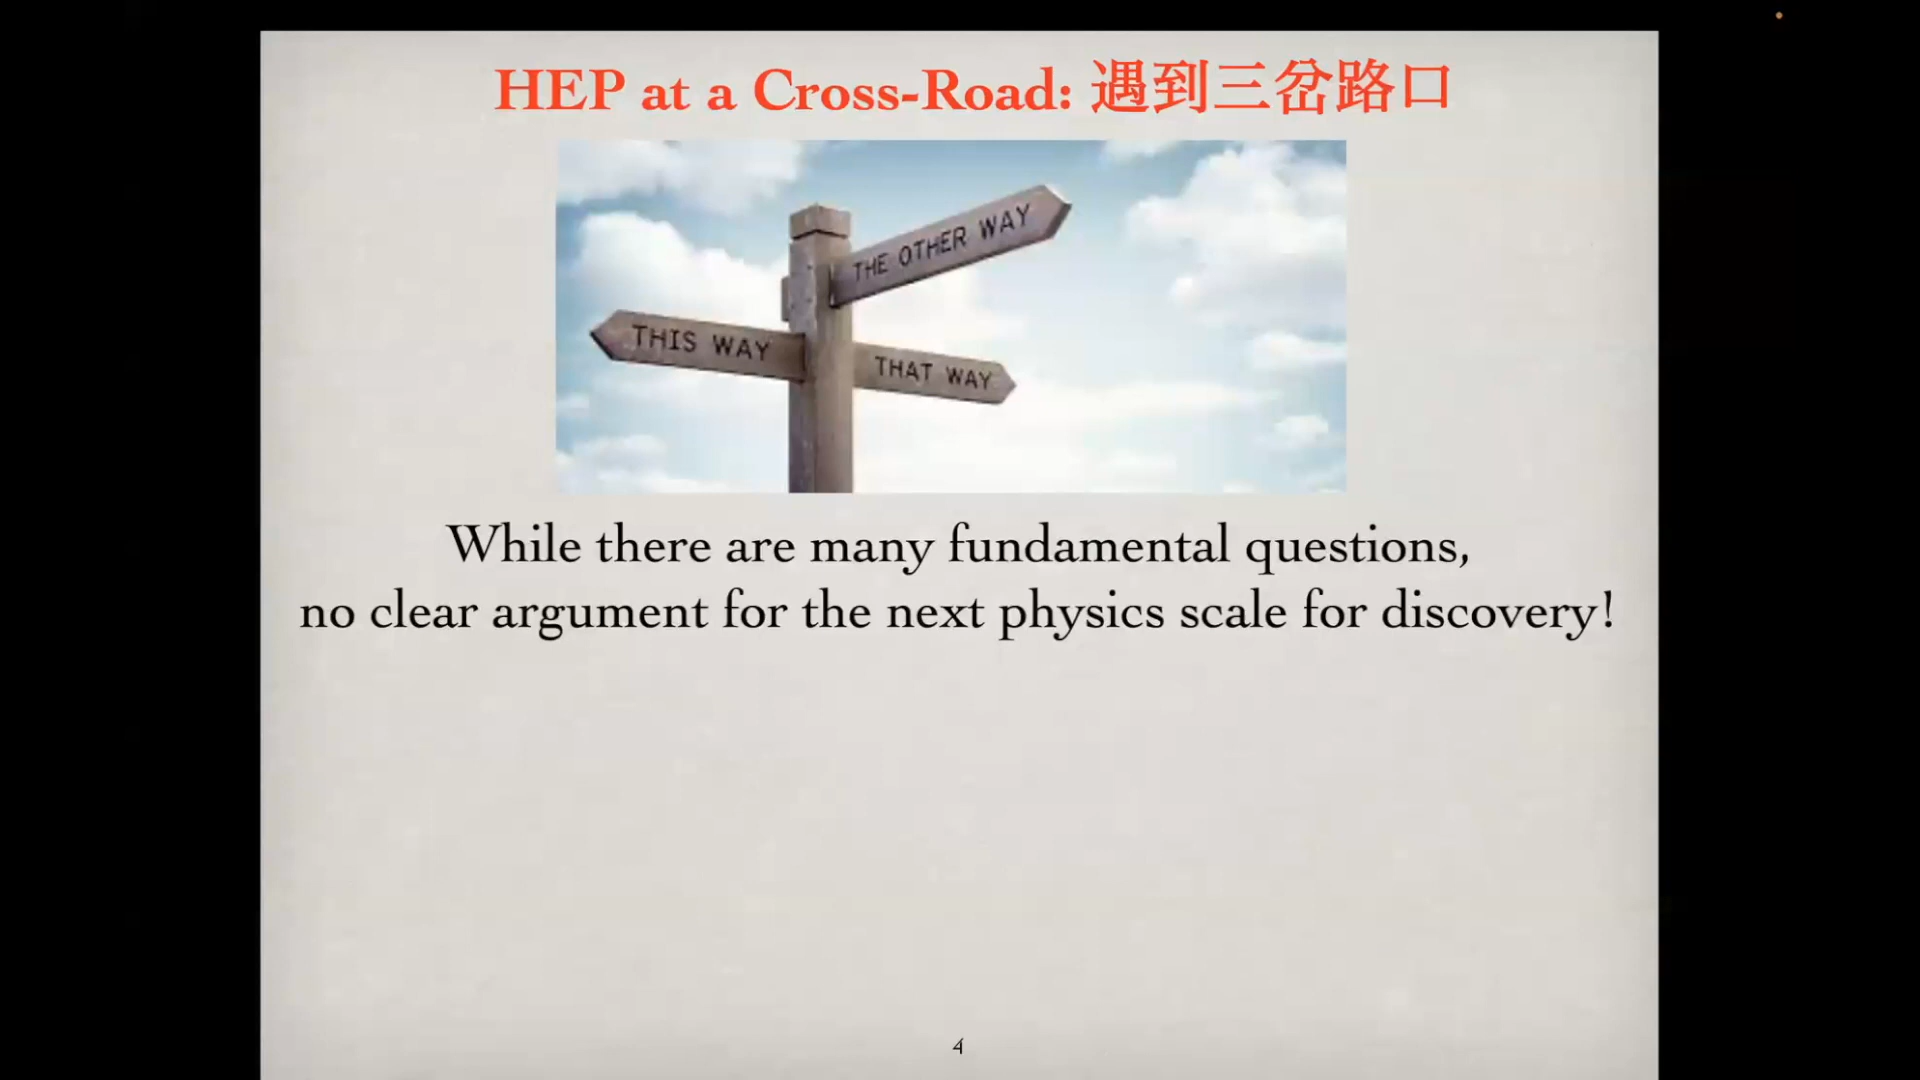 HEP at a Cross-Road: 遇到三岔路口
THE OTHER WAY
THIS WAY
THAT WAY
While there are many fundamental questions,
no clear argument for the next physics scale for discovery!
4